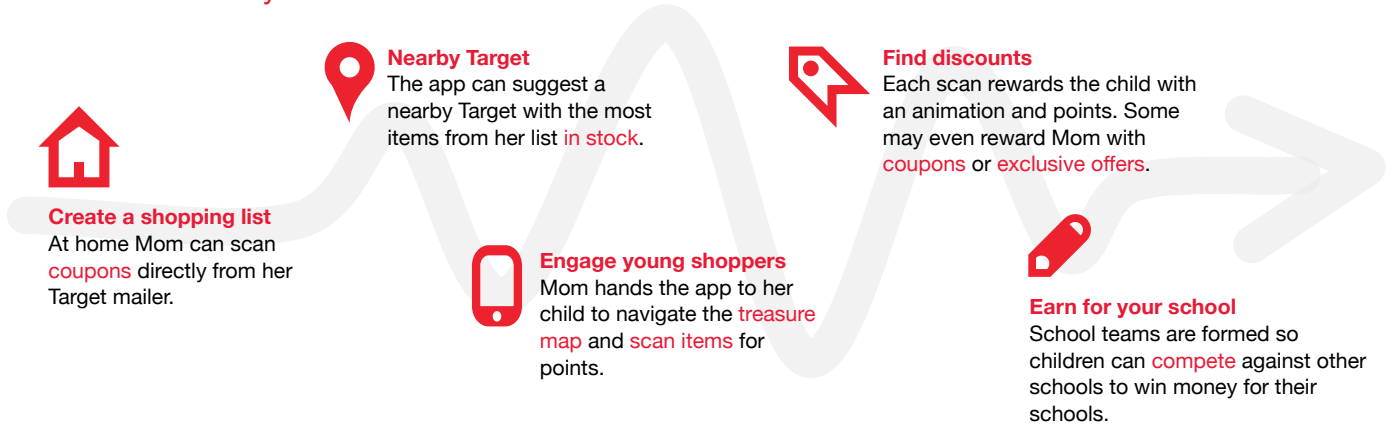 Create a shopping list
At home Mom can scan
coupons directly from her
Target mailer.
Nearby Target
The app can suggest a
nearby Target with the most
items from her list in stock.
Engage young shoppers
Mom hands the app to her
child to navigate the treasure
map and scan items for
points.
Find discounts
Each scan rewards the child with
an animation and points. Some
may even reward Mom with
coupons or exclusive offers.
Earn for your school
School teams are formed so
children can compete against other
schools to win money for their
schools.